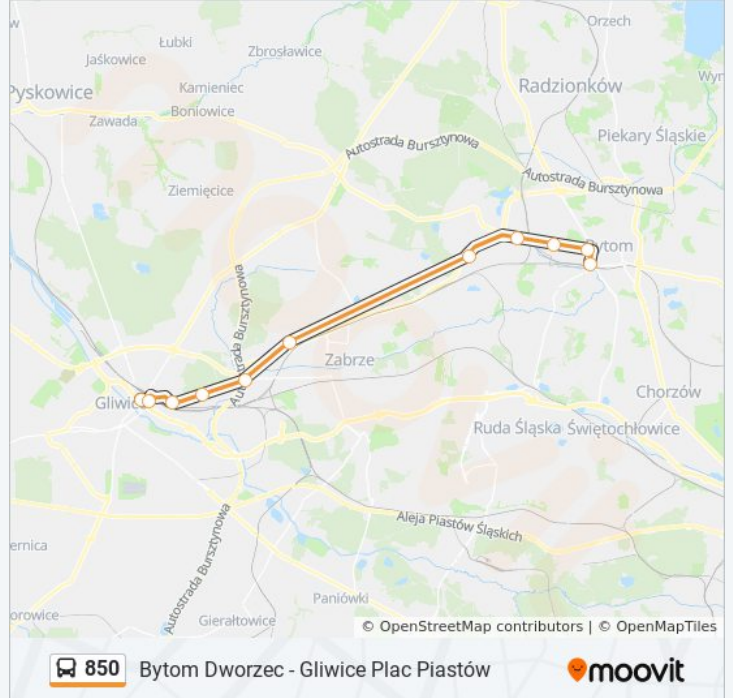 w
Łubki
Orzech
Zbrosławice
Jaśkowice
Radzionków
Wyr
Pyskowice
Kamieniec
Boniowice
Zawada
Piekary Śląskie
Autostrada Bursztynowa
Autostrada Bursztynowa
Ziemięcice
Bytom
Autostrada Bursztynowa
Zabrze
Chorzów
Gliwice
Ruda Śląska
Świętochłowice
Aleja Piastów Śląskich
ernica
Autostrada Bursztynowa
Paniówki
orowice
Gierałtowice
© OpenStreetMap contributors | © OpenMapTiles
850 Bytom Dworzec - Gliwice Plac Piastów
moovit